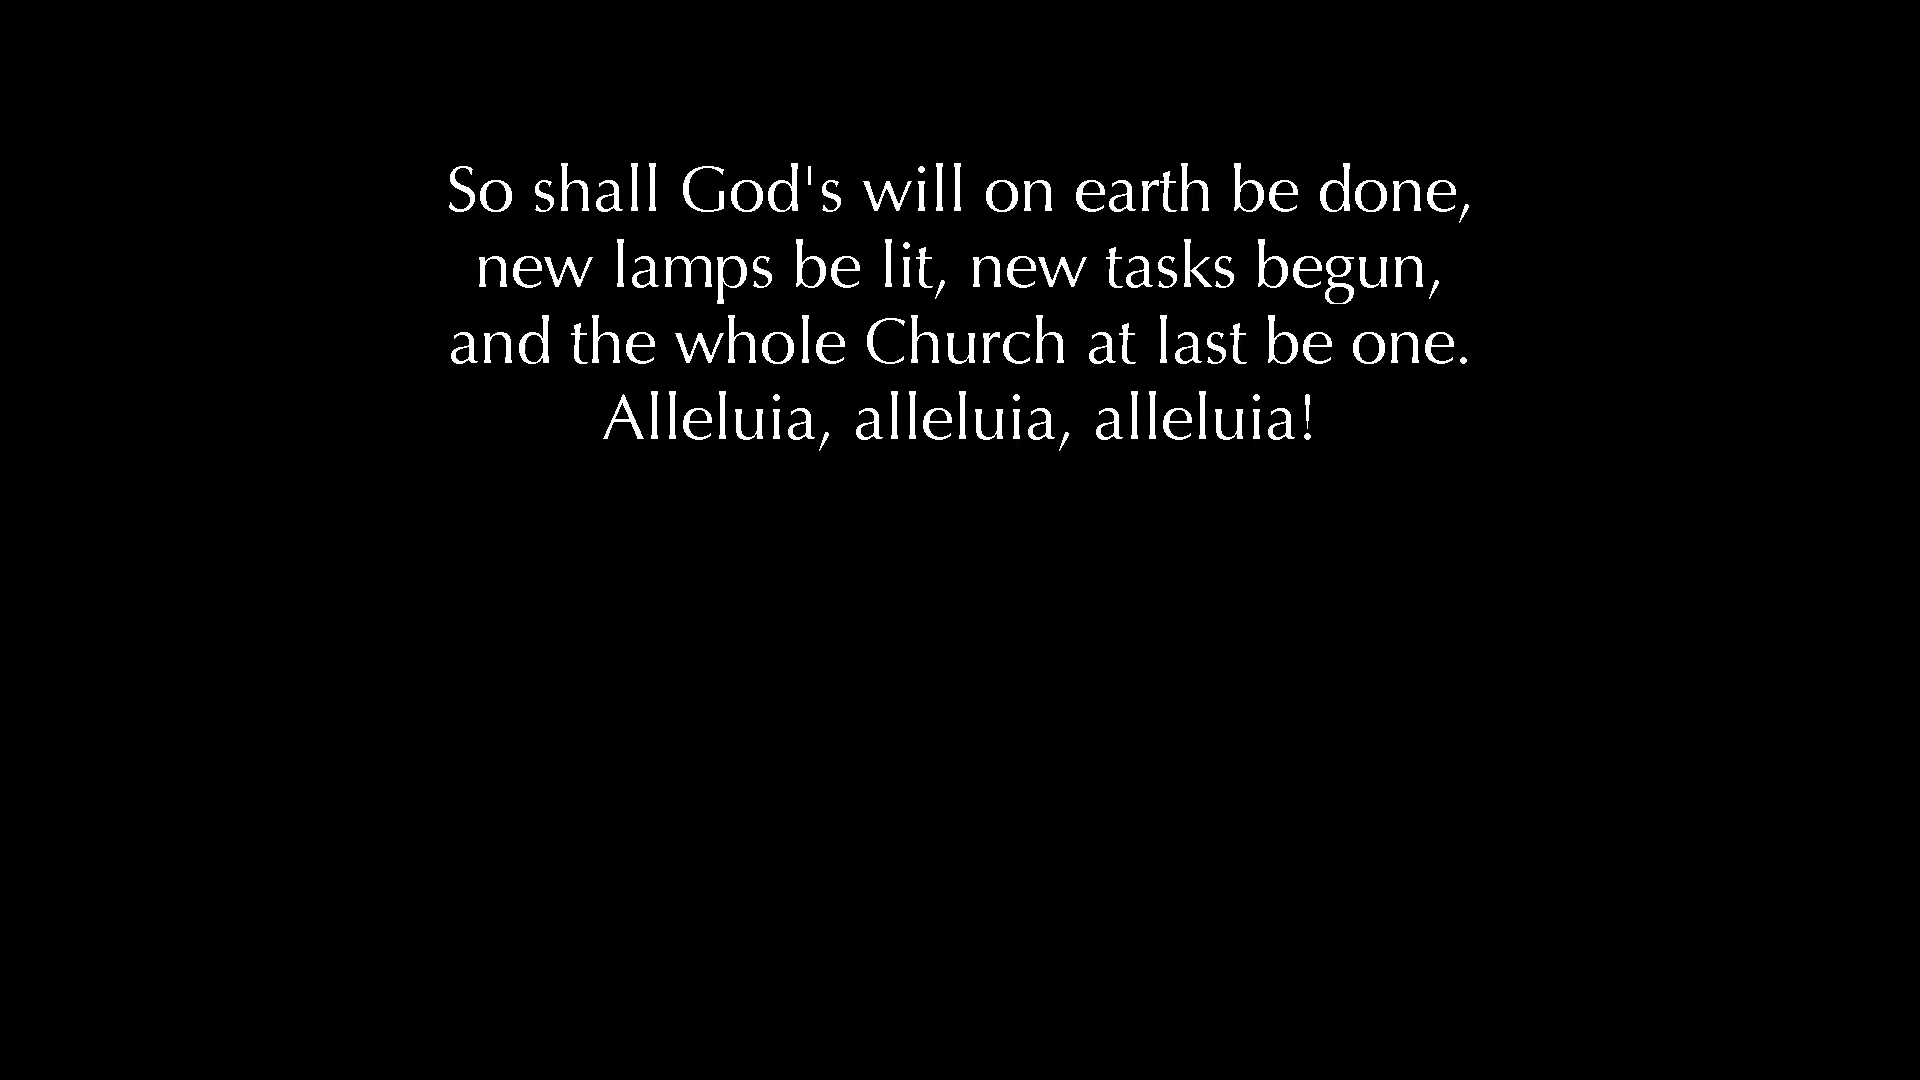 So shall God's will on earth be done,
new lamps be lit, new tasks begun,
and the whole Church at last be one.
Alleluia, alleluia, alleluia!